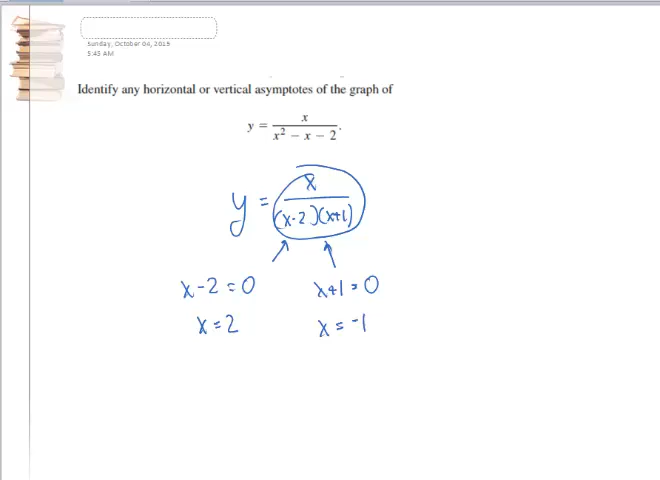 Sunday, October 04, 2015
5:45 AM
Identify any horizontal or vertical asymptotes of the graph of
y = x / (x² − x − 2).
y = x / ((x-2)(x+1))
x-2=0 x+1=0
x=2 x=-1